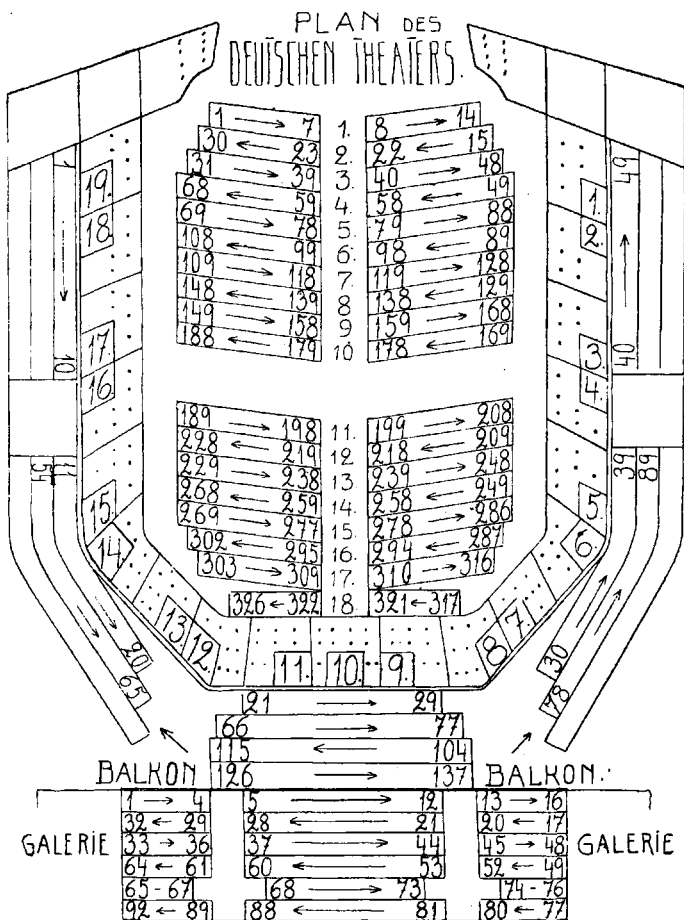 PLAN DES
DEUTSCHEN THEATERS.
1 → 7 1. 8 → 14
30 ← 23 2. 22 ← 15
31 → 39 3. 40 → 48
68 ← 59 4. 58 ← 49
69 → 78 5. 79 → 88
108 ← 99 6. 98 ← 89
109 → 118 7. 119 → 128
148 ← 139 8 138 ← 129
149 → 158 9 159 → 168
188 ← 179 10 178 ← 169
189 → 198 11. 199 → 208
228 ← 219 12 218 ← 209
229 → 238 13. 239 → 248
268 ← 259 14. 258 ← 249
269 → 277 15. 278 → 286
302 ← 295 16. 294 ← 287
303 → 309 17. 310 → 316
326 ← 322 18. 321 ← 317
1 → 10
19.
18.
17.
16.
15.
14.
13.
12.
11.
10.
9.
8.
7.
6.
5.
4.
3.
2.
1.
40 → 49
11 → 20
54 → 65
30 → 39
78 → 89
21 → 29
66 → 77
115 ← 104
126 → 137
BALKON
BALKON.
GALERIE
GALERIE
1 → 4 5 → 12 13 → 16
32 ← 29 28 ← 21 20 ← 17
33 → 36 37 → 44 45 → 48
64 ← 61 60 ← 53 52 ← 49
65 - 67 68 → 73 74 - 76
92 ← 89 88 ← 81 80 ← 77